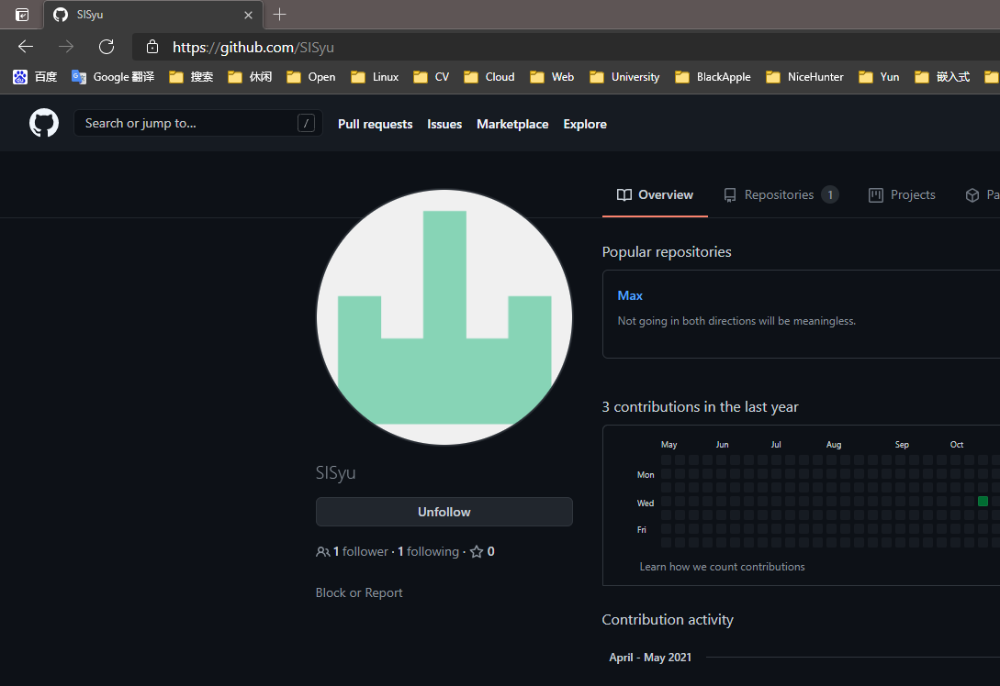 SISyu
https://github.com/SISyu
百度 Google 翻译 搜索 休闲 Open Linux CV Cloud Web University BlackApple NiceHunter Yun 嵌入式
Search or jump to... / Pull requests Issues Marketplace Explore
Overview Repositories 1 Projects Pa
Popular repositories
Max
Not going in both directions will be meaningless.
3 contributions in the last year
May Jun Jul Aug Sep Oct
Mon
Wed
Fri
Learn how we count contributions
SISyu
Unfollow
1 follower · 1 following · 0
Block or Report
Contribution activity
April - May 2021